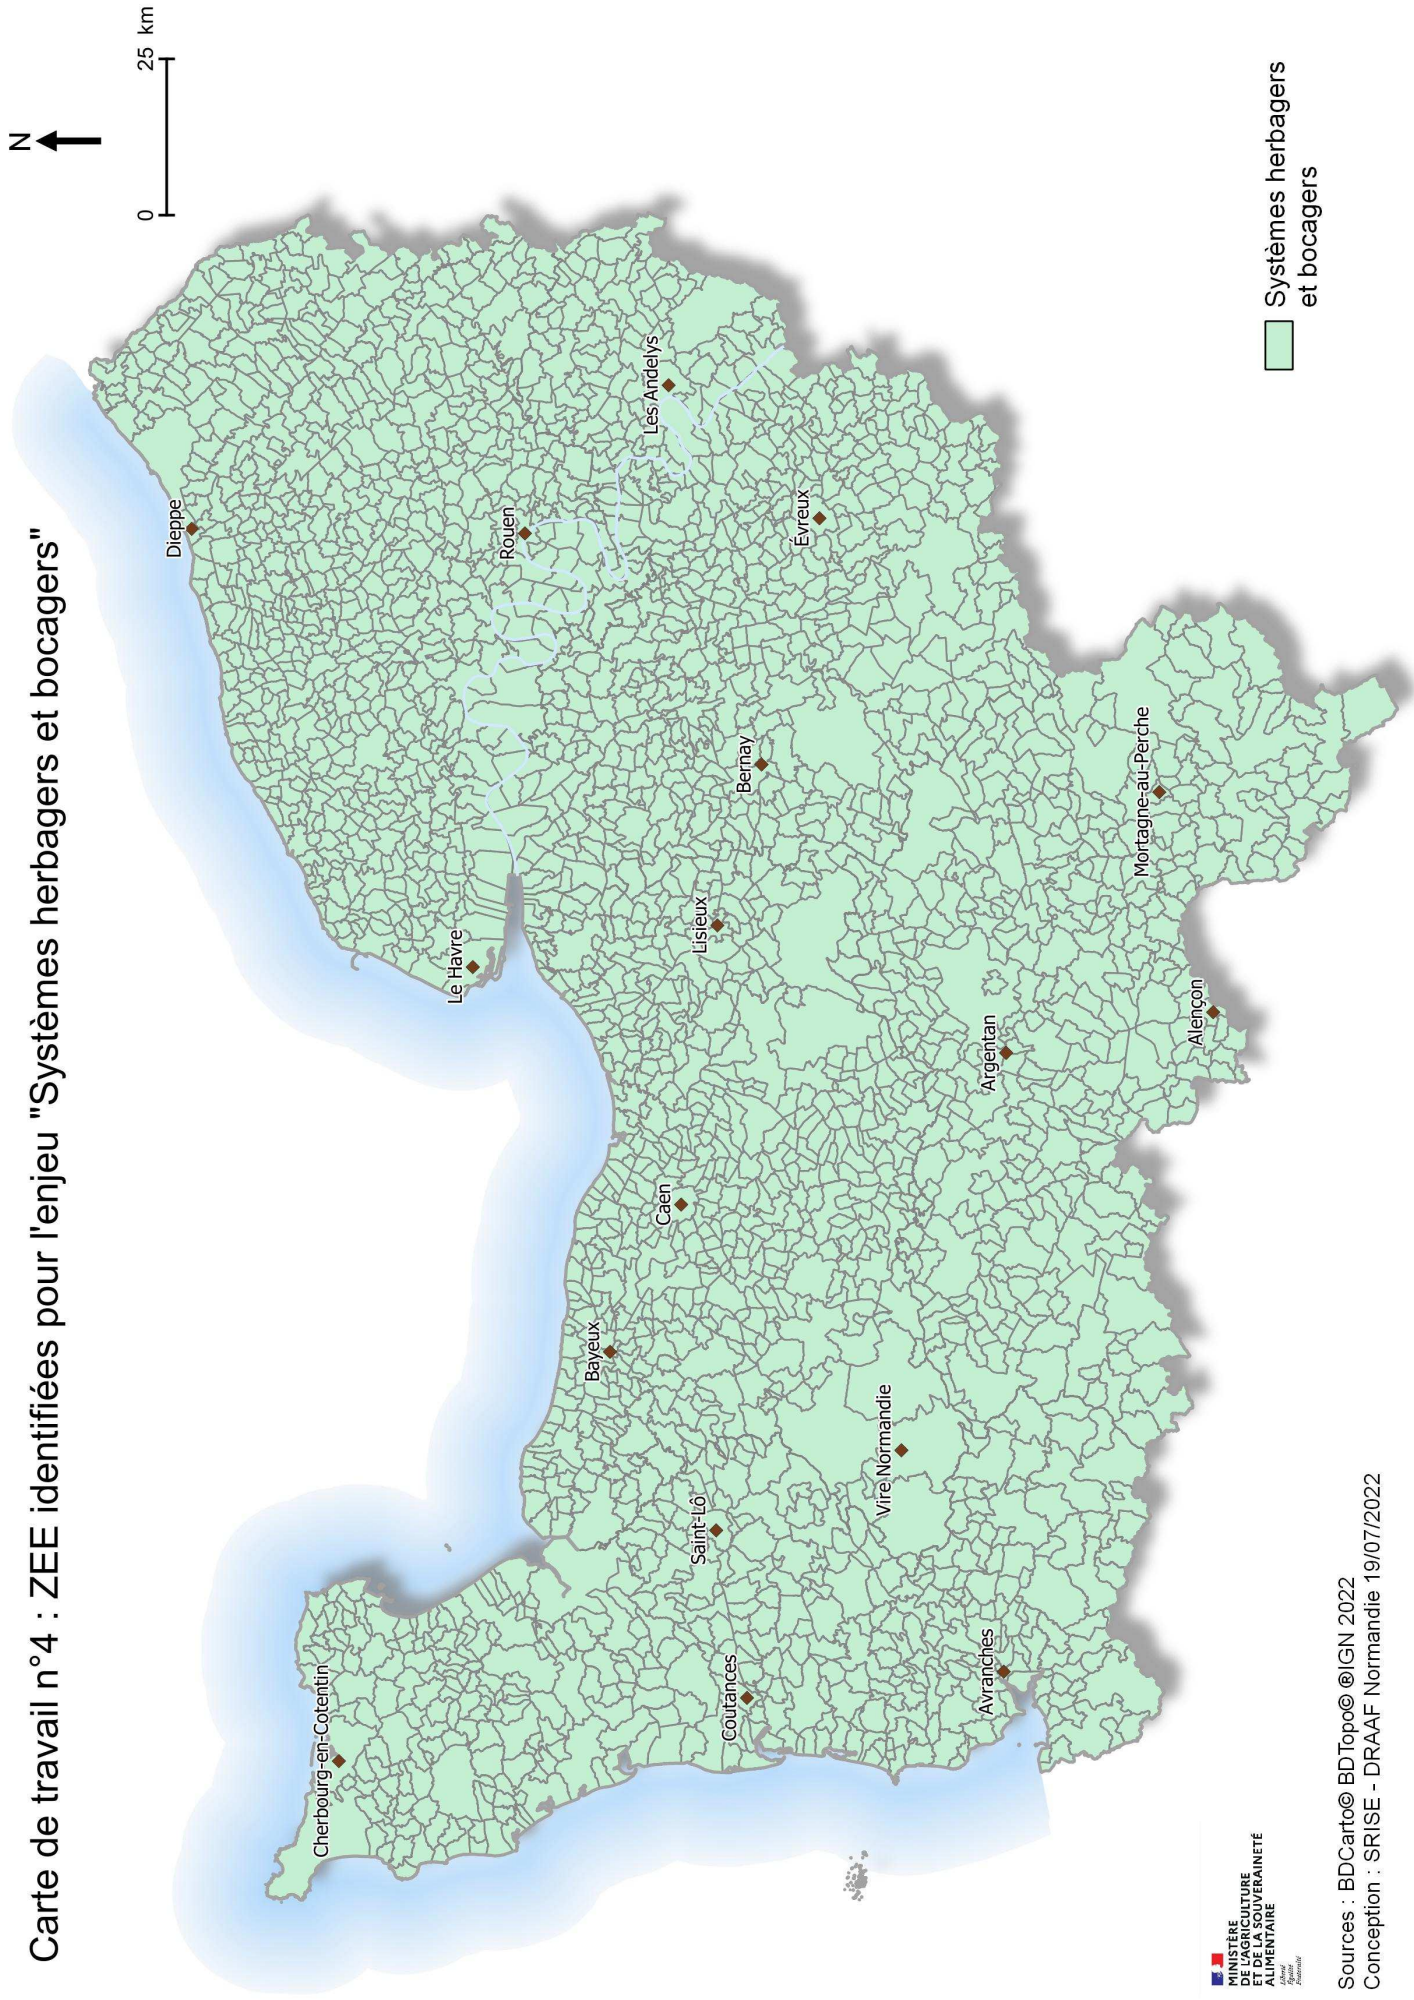 Carte de travail n°4 : ZEE identifiées pour l'enjeu "Systèmes herbagers et bocagers"
N
0 25 km
Dieppe
Cherbourg-en-Cotentin
Le Havre
Rouen
Bayeux
Les Andelys
Caen
Saint-Lô
Lisieux
Coutances
Bernay
Évreux
Vire Normandie
Avranches
Argentan
Mortagne-au-Perche
Alençon
Systèmes herbagers
et bocagers
MINISTÈRE
DE L'AGRICULTURE
ET DE LA SOUVERAINETÉ
ALIMENTAIRE
Liberté
Égalité
Fraternité
Sources : BDCarto© BDTopo© ®IGN 2022
Conception : SRISE - DRAAF Normandie 19/07/2022